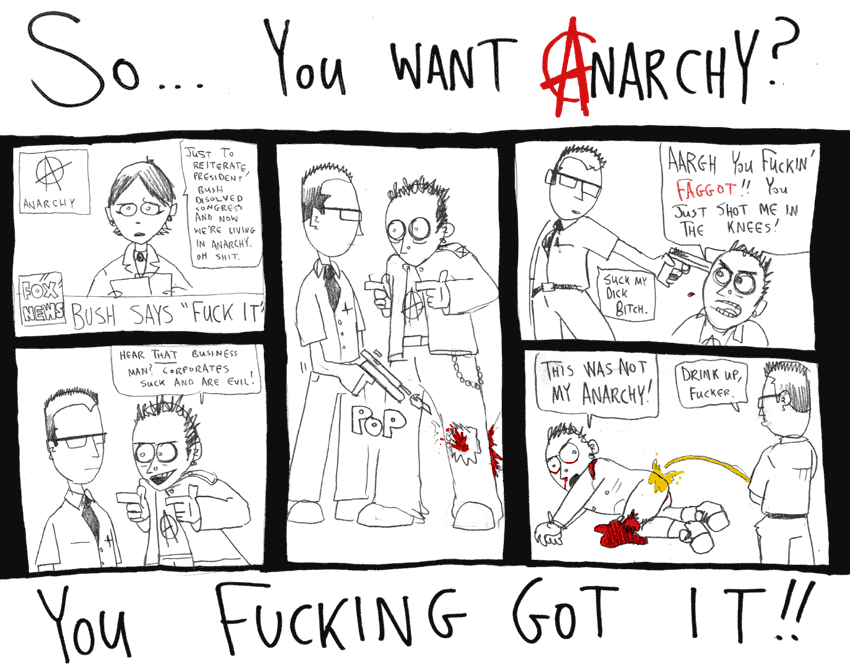 SO... YOU WANT ANARCHY?
ANARCHY
JUST TO
REITERATE,
PRESIDENT
BUSH
DISOLVED
CONGRESS
AND NOW
WE'RE LIVING
IN ANARCHY.
OH SHIT.
FOX
NEWS
BUSH SAYS "FUCK IT"
HEAR THAT BUSINESS
MAN? CORPORATES
SUCK AND ARE EVIL!
POP
AARGH YOU FUCKIN'
FAGGOT!! YOU
JUST SHOT ME IN
THE KNEES!
SUCK MY
DICK
BITCH.
THIS WAS NOT
MY ANARCHY!
DRINK UP,
FUCKER.
YOU FUCKING GOT IT!!